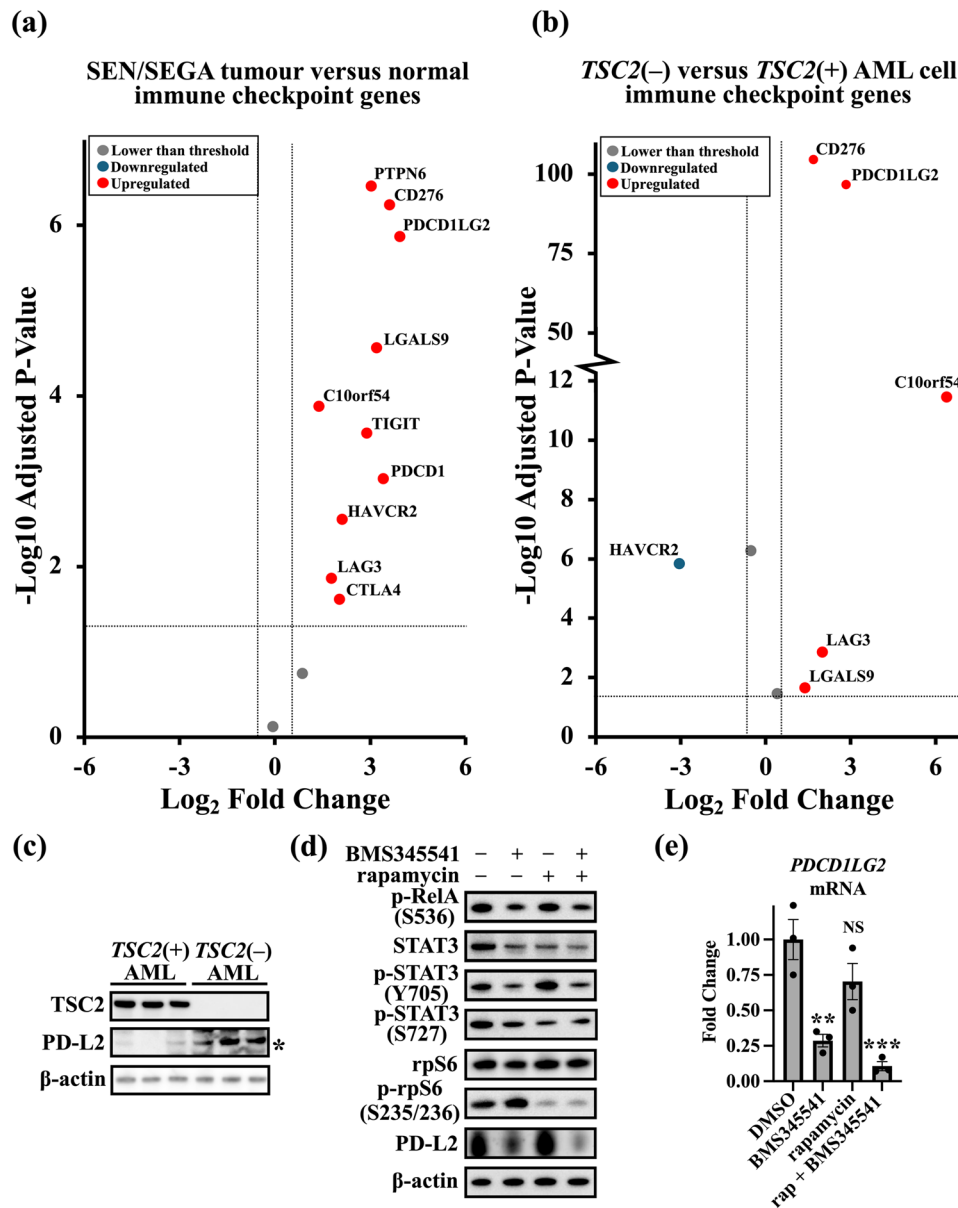 (a)
SEN/SEGA tumour versus normal
immune checkpoint genes
Lower than threshold
Downregulated
Upregulated
PTPN6
CD276
PDCD1LG2
LGALS9
C10orf54
TIGIT
PDCD1
HAVCR2
LAG3
CTLA4
-Log10 Adjusted P-Value
6
4
2
0
-6
-3
0
3
6
Log2 Fold Change
(b)
TSC2(–) versus TSC2(+) AML cell
immune checkpoint genes
Lower than threshold
Downregulated
Upregulated
CD276
PDCD1LG2
C10orf54
HAVCR2
LAG3
LGALS9
-Log10 Adjusted P-Value
100
75
50
12
10
8
6
4
2
0
-6
-3
0
3
6
Log2 Fold Change
(c)
TSC2(+) TSC2(–)
AML AML
TSC2
PD-L2 *
β-actin
(d)
BMS345541 – + – +
rapamycin – – + +
p-RelA
(S536)
STAT3
p-STAT3
(Y705)
p-STAT3
(S727)
rpS6
p-rpS6
(S235/236)
PD-L2
β-actin
(e)
PDCD1LG2
mRNA
Fold Change
1.00
0.75
0.50
0.25
0.00
**
NS
***
DMSO
BMS345541
rapamycin
rap + BMS345541